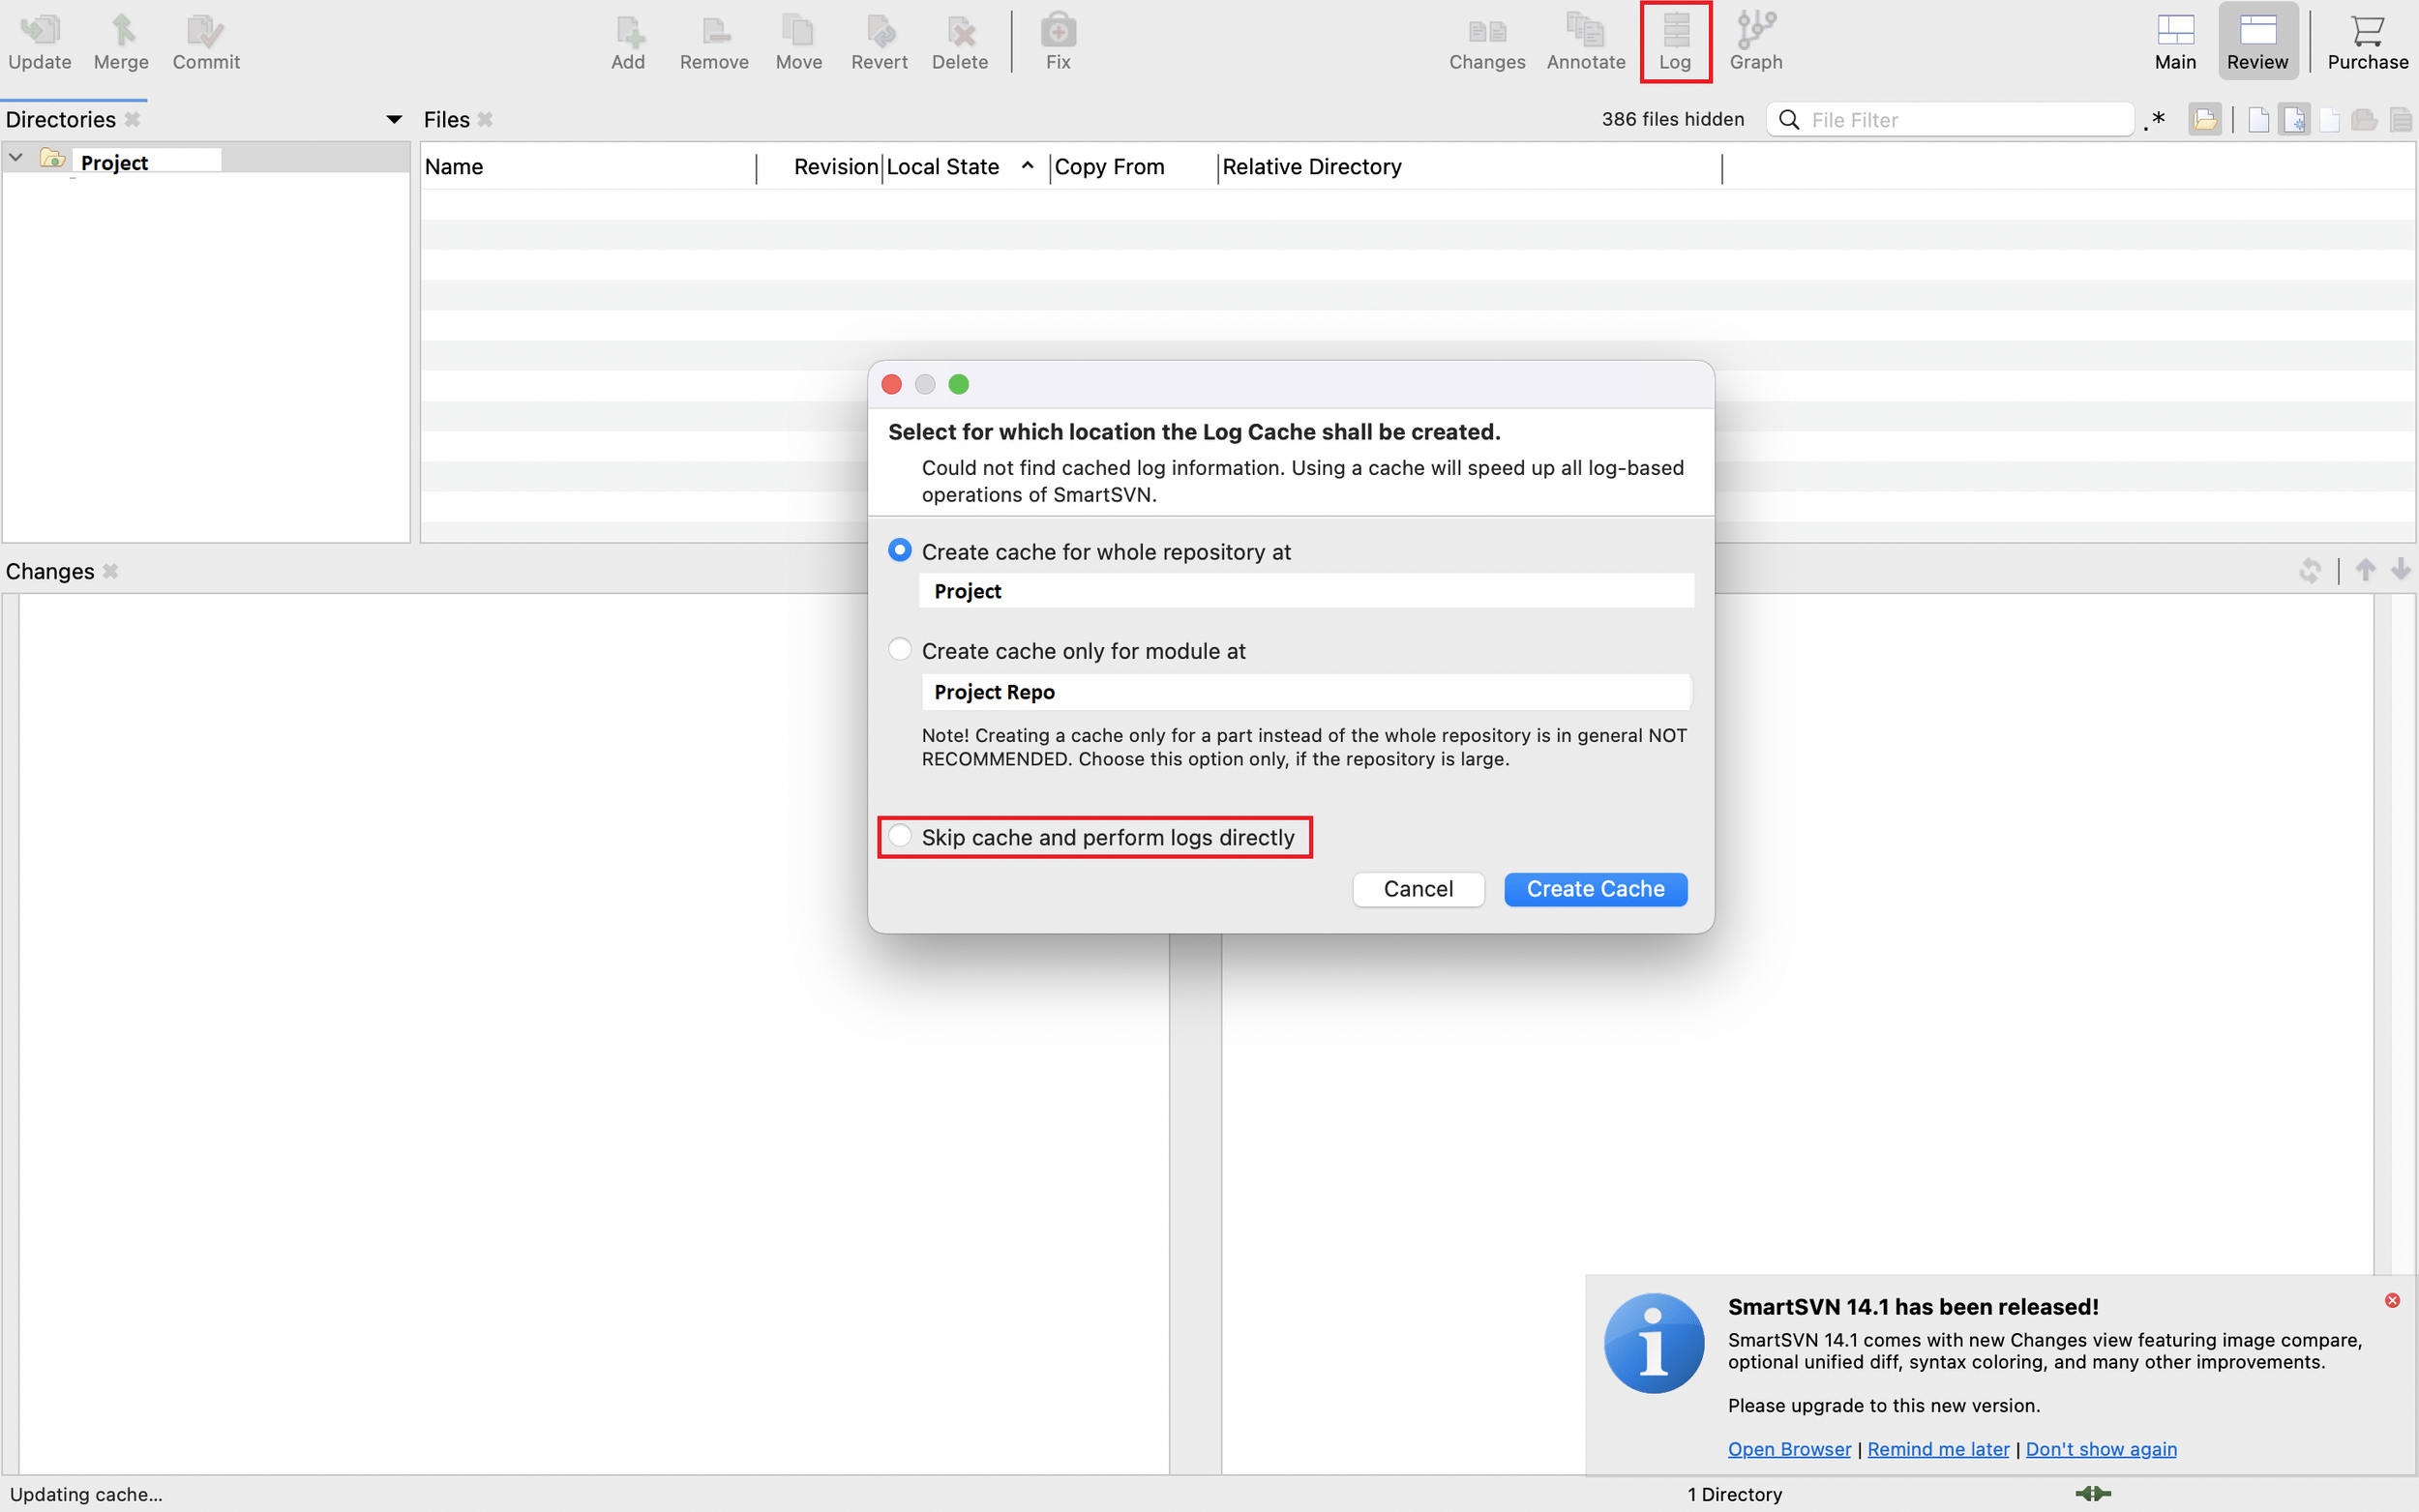 Update Merge Commit Add Remove Move Revert Delete Fix Changes Annotate Log Graph Main Review Purchase
Directories Files 386 files hidden File Filter .*
Project
Name Revision Local State Copy From Relative Directory
Select for which location the Log Cache shall be created.
Could not find cached log information. Using a cache will speed up all log-based
operations of SmartSVN.
Create cache for whole repository at
Project
Create cache only for module at
Project Repo
Note! Creating a cache only for a part instead of the whole repository is in general NOT
RECOMMENDED. Choose this option only, if the repository is large.
Skip cache and perform logs directly
Cancel Create Cache
Changes
SmartSVN 14.1 has been released!
SmartSVN 14.1 comes with new Changes view featuring image compare,
optional unified diff, syntax coloring, and many other improvements.
Please upgrade to this new version.
Open Browser | Remind me later | Don't show again
Updating cache... 1 Directory